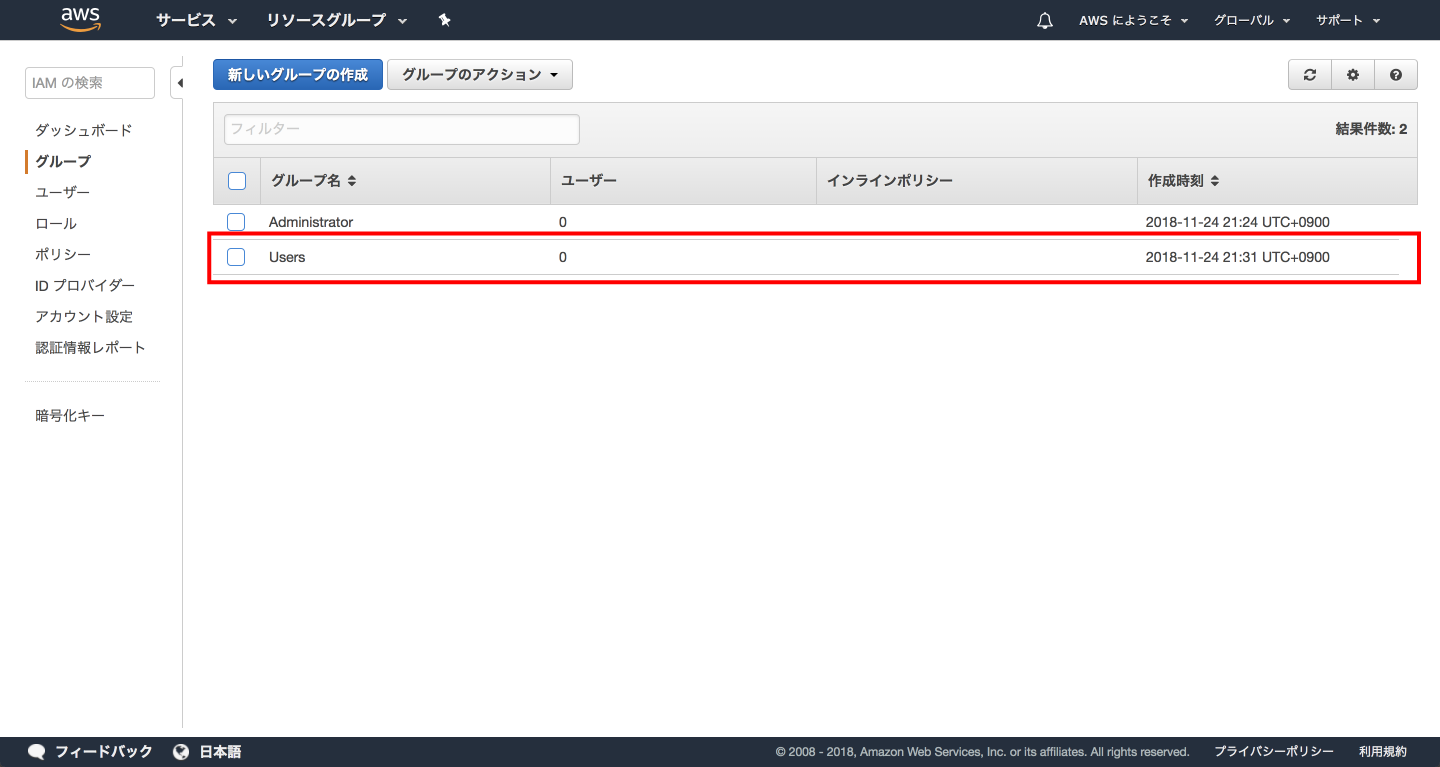 aws サービス リソースグループ AWS にようこそ グローバル サポート
IAM の検索
ダッシュボード
グループ
ユーザー
ロール
ポリシー
ID プロバイダー
アカウント設定
認証情報レポート
暗号化キー
新しいグループの作成 グループのアクション
フィルター 結果件数: 2
グループ名 ユーザー インラインポリシー 作成時刻
Administrator 0 2018-11-24 21:24 UTC+0900
Users 0 2018-11-24 21:31 UTC+0900
フィードバック 日本語 © 2008 - 2018, Amazon Web Services, Inc. or its affiliates. All rights reserved. プライバシーポリシー 利用規約